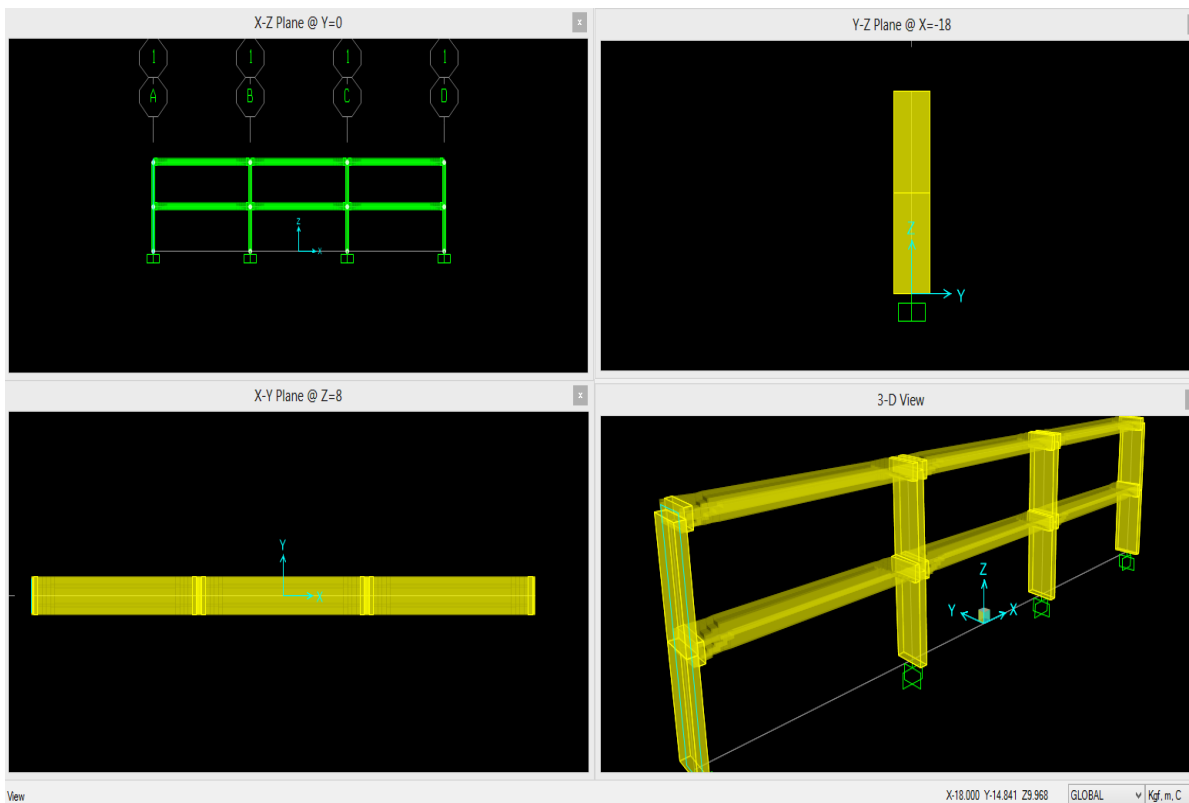 X-Z Plane @ Y=0
x
1
1
1
1
A
B
C
D
Z
X
Y-Z Plane @ X=-18
Z
Y
X-Y Plane @ Z=8
x
Y
X
3-D View
Z
Y
X
View
X-18.000 Y-14.841 Z9.968
GLOBAL
Kgf, m, C